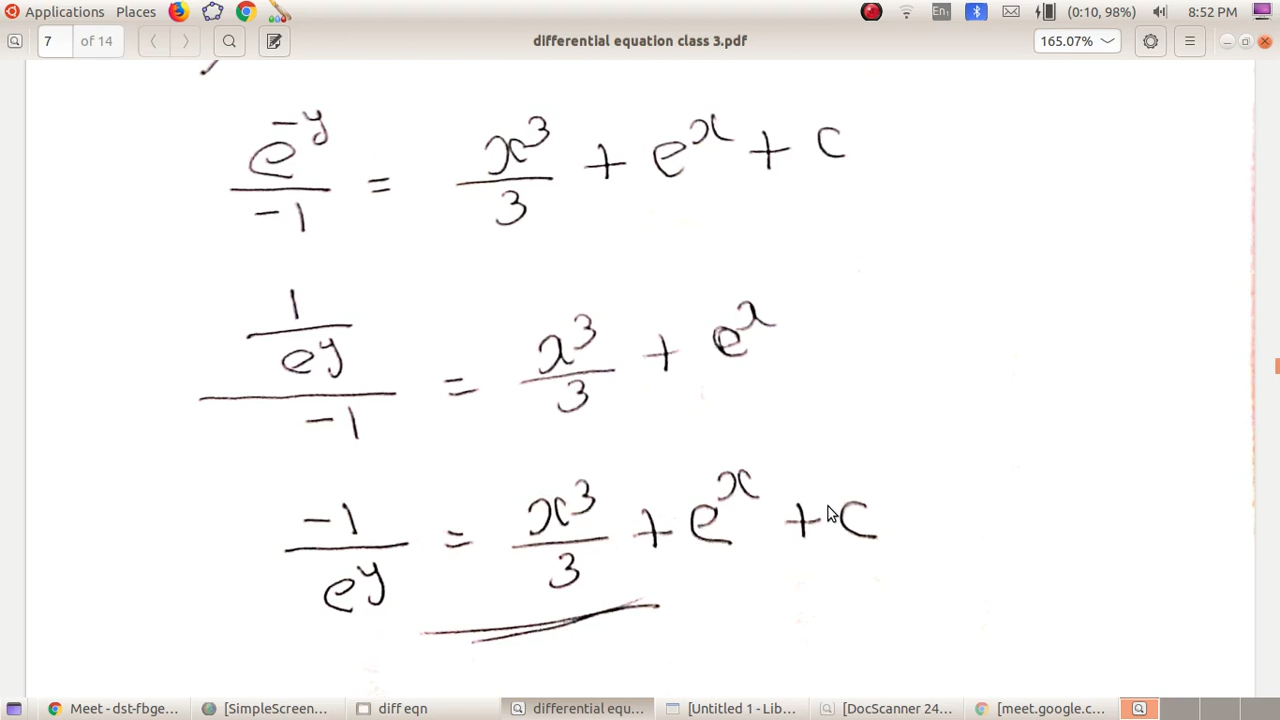 Applications Places En₁ (0:10, 98%) 8:52 PM
7 of 14 differential equation class 3.pdf 165.07%
e^-y / -1 = x^3 / 3 + e^x + c
1 / e^y / -1 = x^3 / 3 + e^x
-1 / e^y = x^3 / 3 + e^x + c
Meet - dst-fbge... [SimpleScreen... diff eqn differential equ... [Untitled 1 - Lib... [DocScanner 24... [meet.google.c...